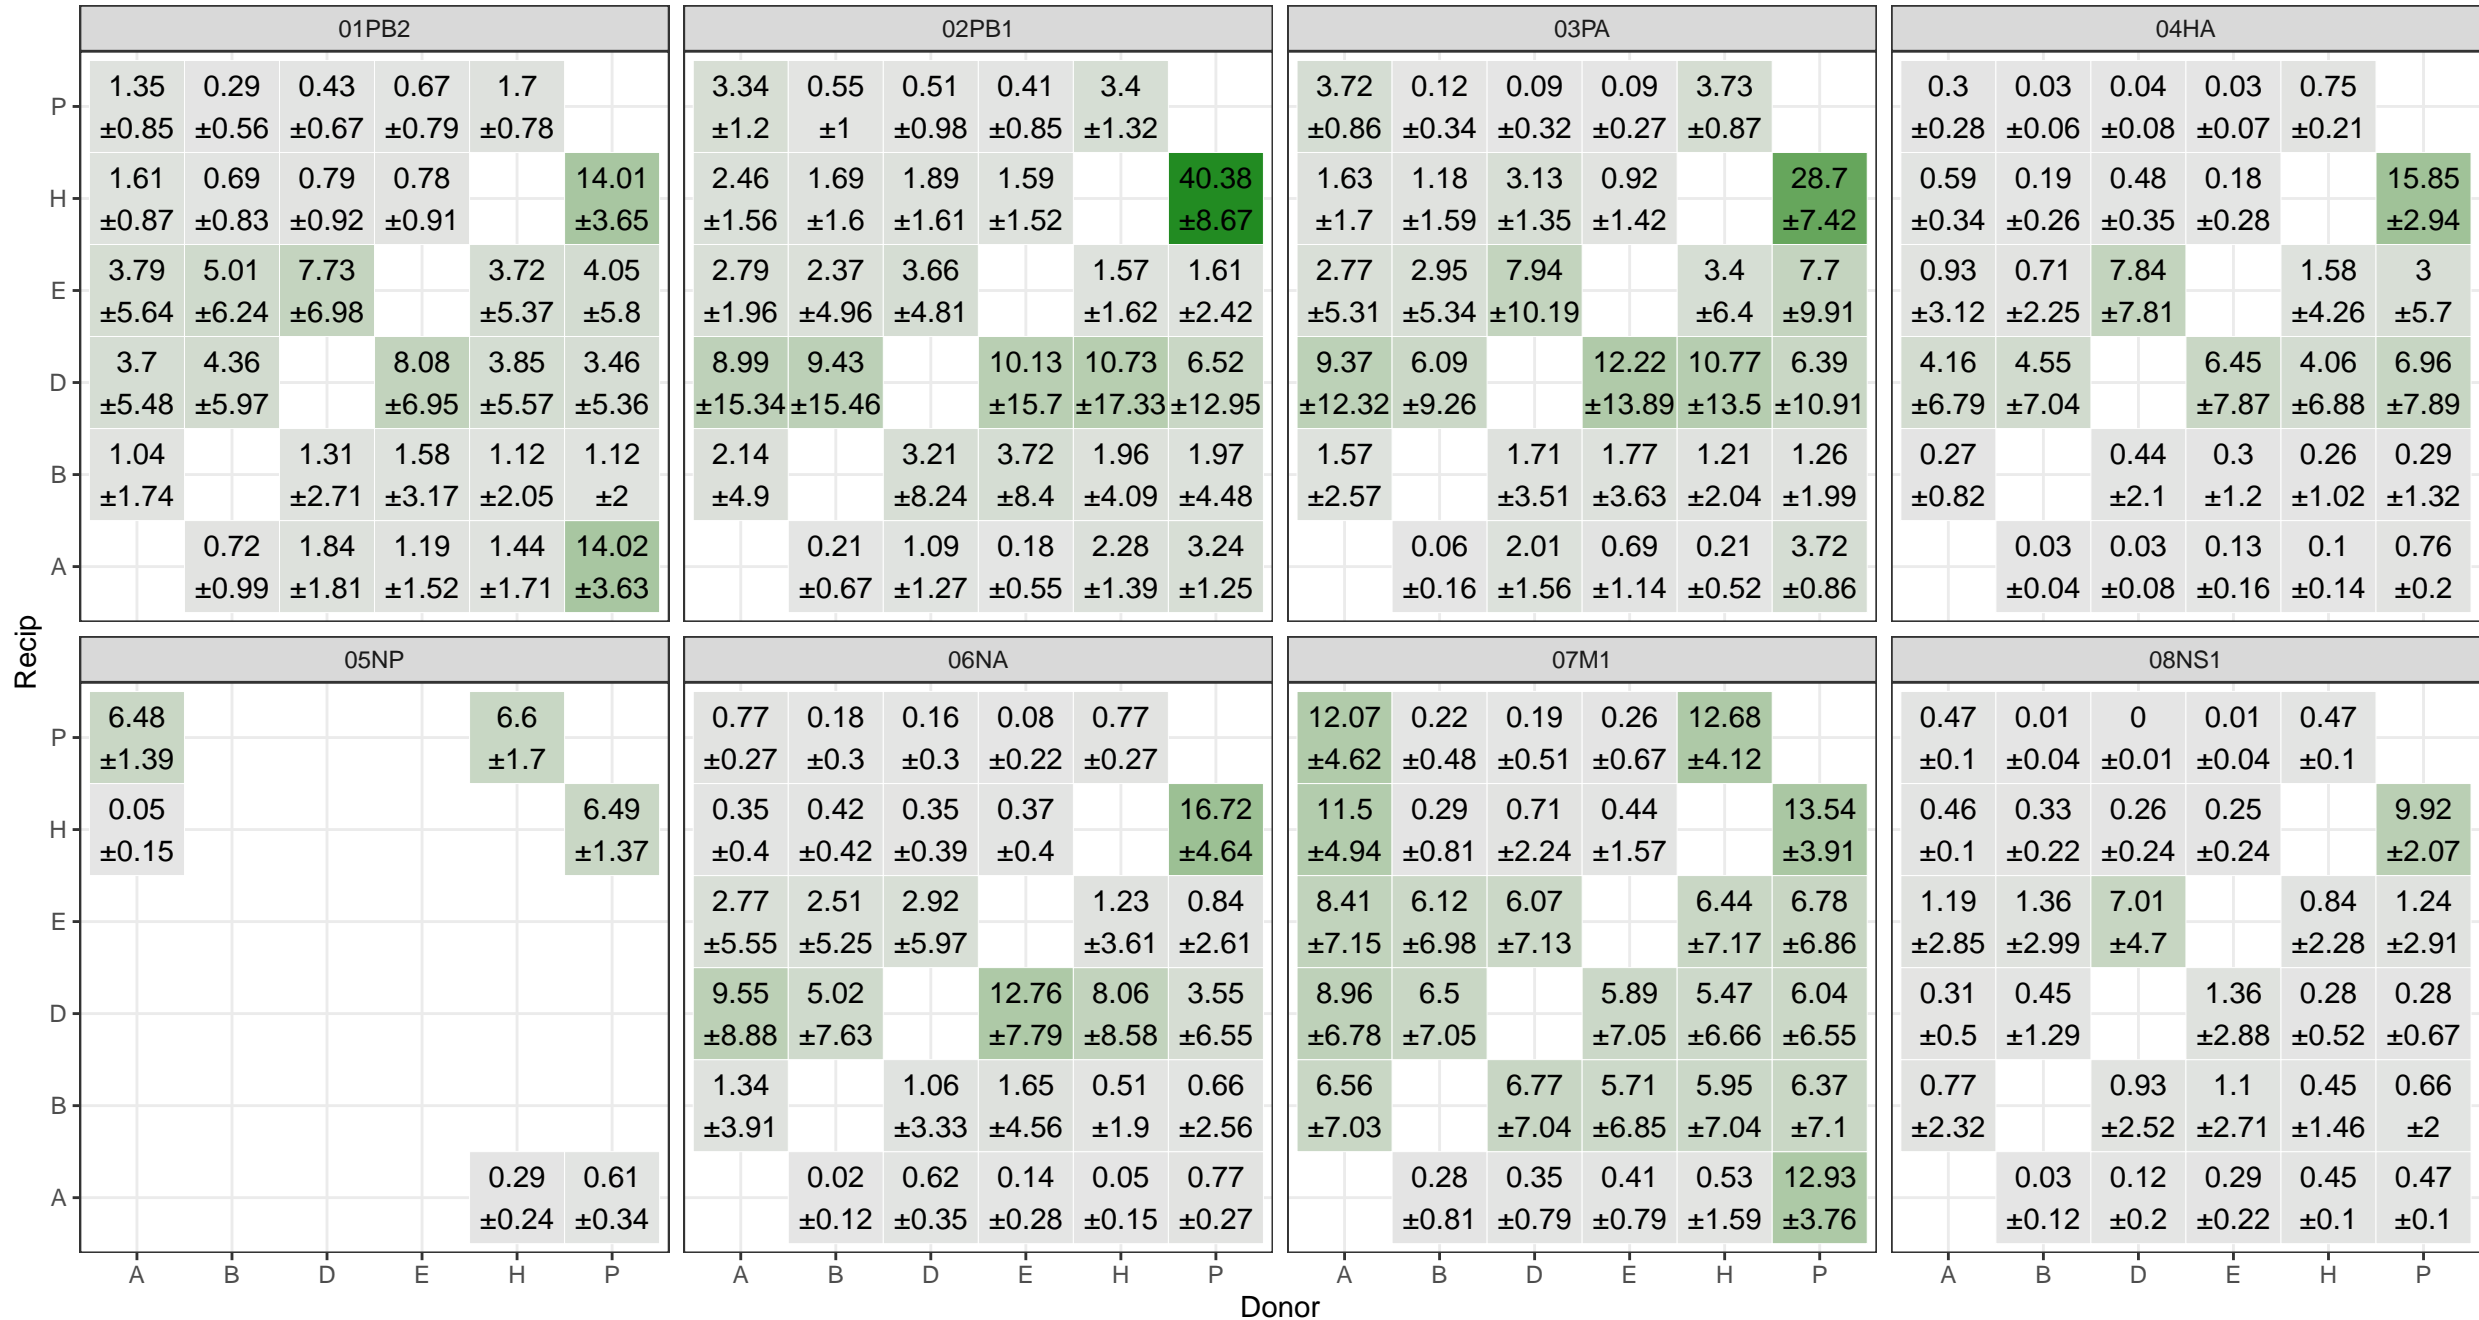 01PB2 02PB1 03PA 04HA
P 1.35 0.29 0.43 0.67 1.7 3.34 0.55 0.51 0.41 3.4 3.72 0.12 0.09 0.09 3.73 0.3 0.03 0.04 0.03 0.75
±0.85 ±0.56 ±0.67 ±0.79 ±0.78 ±1.2 ±1 ±0.98 ±0.85 ±1.32 ±0.86 ±0.34 ±0.32 ±0.27 ±0.87 ±0.28 ±0.06 ±0.08 ±0.07 ±0.21
H 1.61 0.69 0.79 0.78 14.01 2.46 1.69 1.89 1.59 40.38 1.63 1.18 3.13 0.92 28.7 0.59 0.19 0.48 0.18 15.85
±0.87 ±0.83 ±0.92 ±0.91 ±3.65 ±1.56 ±1.6 ±1.61 ±1.52 ±8.67 ±1.7 ±1.59 ±1.35 ±1.42 ±7.42 ±0.34 ±0.26 ±0.35 ±0.28 ±2.94
E 3.79 5.01 7.73 3.72 4.05 2.79 2.37 3.66 1.57 1.61 2.77 2.95 7.94 3.4 7.7 0.93 0.71 7.84 1.58 3
±5.64 ±6.24 ±6.98 ±5.37 ±5.8 ±1.96 ±4.96 ±4.81 ±1.62 ±2.42 ±5.31 ±5.34 ±10.19 ±6.4 ±9.91 ±3.12 ±2.25 ±7.81 ±4.26 ±5.7
D 3.7 4.36 8.08 3.85 3.46 8.99 9.43 10.13 10.73 6.52 9.37 6.09 12.22 10.77 6.39 4.16 4.55 6.45 4.06 6.96
±5.48 ±5.97 ±6.95 ±5.57 ±5.36 ±15.34 ±15.46 ±15.7 ±17.33 ±12.95 ±12.32 ±9.26 ±13.89 ±13.5 ±10.91 ±6.79 ±7.04 ±7.87 ±6.88 ±7.89
B 1.04 1.31 1.58 1.12 1.12 2.14 3.21 3.72 1.96 1.97 1.57 1.71 1.77 1.21 1.26 0.27 0.44 0.3 0.26 0.29
±1.74 ±2.71 ±3.17 ±2.05 ±2 ±4.9 ±8.24 ±8.4 ±4.09 ±4.48 ±2.57 ±3.51 ±3.63 ±2.04 ±1.99 ±0.82 ±2.1 ±1.2 ±1.02 ±1.32
A 0.72 1.84 1.19 1.44 14.02 0.21 1.09 0.18 2.28 3.24 0.06 2.01 0.69 0.21 3.72 0.03 0.03 0.13 0.1 0.76
±0.99 ±1.81 ±1.52 ±1.71 ±3.63 ±0.67 ±1.27 ±0.55 ±1.39 ±1.25 ±0.16 ±1.56 ±1.14 ±0.52 ±0.86 ±0.04 ±0.08 ±0.16 ±0.14 ±0.2
Recip
05NP 06NA 07M1 08NS1
P 6.48 6.6 0.77 0.18 0.16 0.08 0.77 12.07 0.22 0.19 0.26 12.68 0.47 0.01 0 0.01 0.47
±1.39 ±1.7 ±0.27 ±0.3 ±0.3 ±0.22 ±0.27 ±4.62 ±0.48 ±0.51 ±0.67 ±4.12 ±0.1 ±0.04 ±0.01 ±0.04 ±0.1
H 0.05 6.49 0.35 0.42 0.35 0.37 16.72 11.5 0.29 0.71 0.44 13.54 0.46 0.33 0.26 0.25 9.92
±0.15 ±1.37 ±0.4 ±0.42 ±0.39 ±0.4 ±4.64 ±4.94 ±0.81 ±2.24 ±1.57 ±3.91 ±0.1 ±0.22 ±0.24 ±0.24 ±2.07
E 2.77 2.51 2.92 1.23 0.84 8.41 6.12 6.07 6.44 6.78 1.19 1.36 7.01 0.84 1.24
±5.55 ±5.25 ±5.97 ±3.61 ±2.61 ±7.15 ±6.98 ±7.13 ±7.17 ±6.86 ±2.85 ±2.99 ±4.7 ±2.28 ±2.91
D 9.55 5.02 12.76 8.06 3.55 8.96 6.5 5.89 5.47 6.04 0.31 0.45 1.36 0.28 0.28
±8.88 ±7.63 ±7.79 ±8.58 ±6.55 ±6.78 ±7.05 ±7.05 ±6.66 ±6.55 ±0.5 ±1.29 ±2.88 ±0.52 ±0.67
B 1.34 1.06 1.65 0.51 0.66 6.56 6.77 5.71 5.95 6.37 0.77 0.93 1.1 0.45 0.66
±3.91 ±3.33 ±4.56 ±1.9 ±2.56 ±7.03 ±7.04 ±6.85 ±7.04 ±7.1 ±2.32 ±2.52 ±2.71 ±1.46 ±2
A 0.29 0.61 0.02 0.62 0.14 0.05 0.77 0.28 0.35 0.41 0.53 12.93 0.03 0.12 0.29 0.45 0.47
±0.24 ±0.34 ±0.12 ±0.35 ±0.28 ±0.15 ±0.27 ±0.81 ±0.79 ±0.79 ±1.59 ±3.76 ±0.12 ±0.2 ±0.22 ±0.1 ±0.1
A B D E H P A B D E H P A B D E H P A B D E H P
Donor